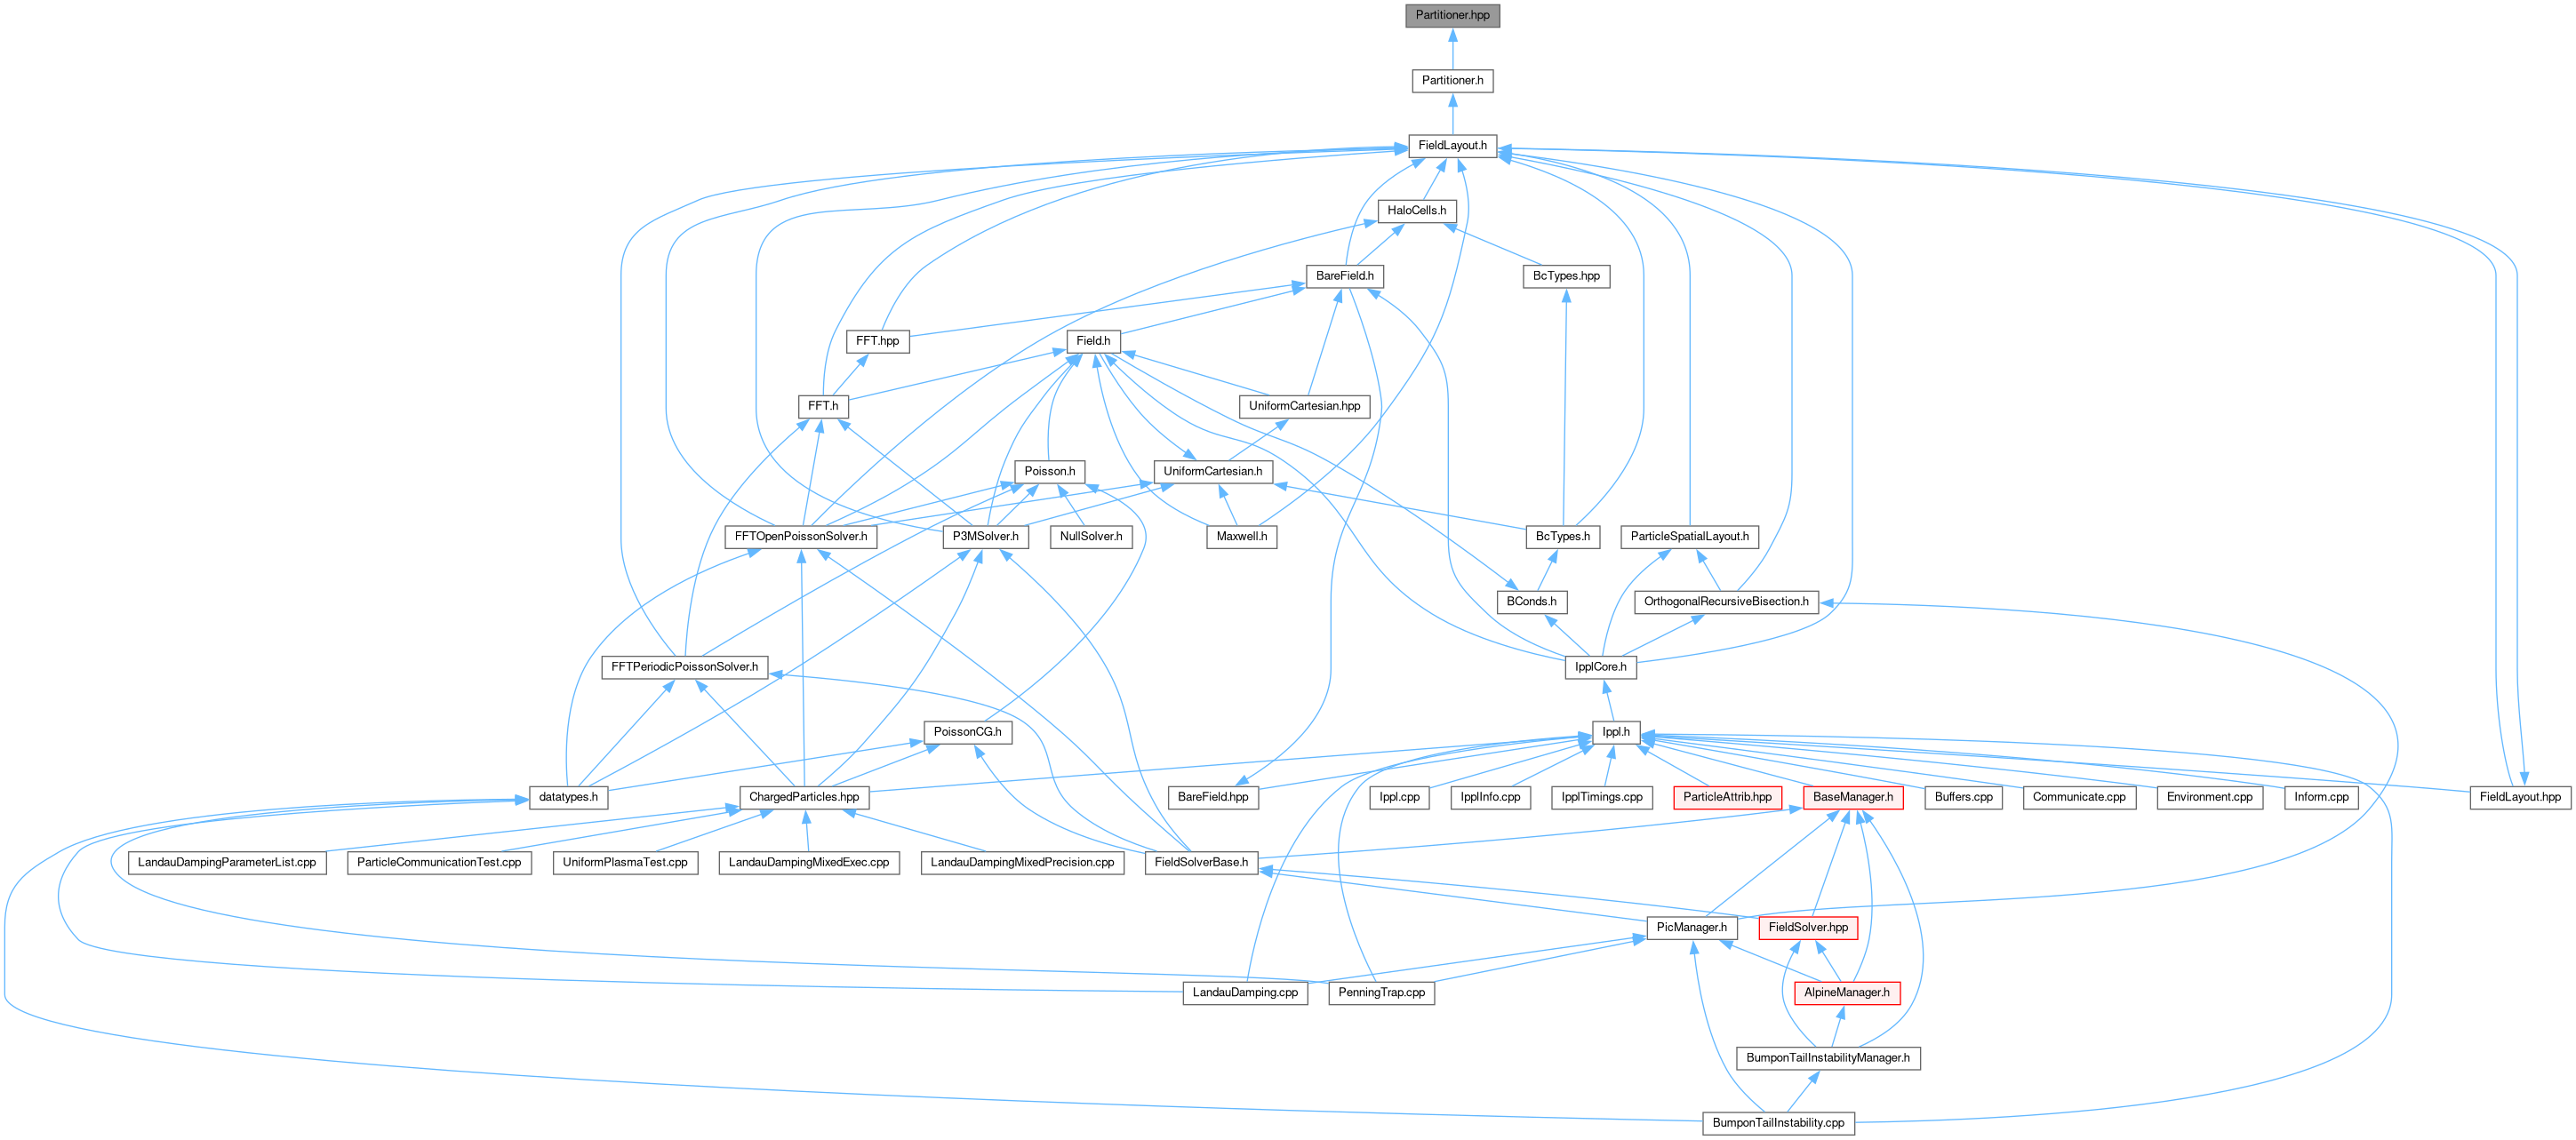 Partitioner.hpp
Partitioner.h
FieldLayout.h
HaloCells.h
BareField.h
BcTypes.hpp
FFT.hpp
Field.h
FFT.h
UniformCartesian.hpp
Poisson.h
UniformCartesian.h
FFTOpenPoissonSolver.h
P3MSolver.h
NullSolver.h
Maxwell.h
BcTypes.h
ParticleSpatialLayout.h
BConds.h
OrthogonalRecursiveBisection.h
FFTPeriodicPoissonSolver.h
IpplCore.h
PoissonCG.h
Ippl.h
datatypes.h
ChargedParticles.hpp
BareField.hpp
Ippl.cpp
IpplInfo.cpp
IpplTimings.cpp
ParticleAttrib.hpp
BaseManager.h
Buffers.cpp
Communicate.cpp
Environment.cpp
Inform.cpp
FieldLayout.hpp
LandauDampingParameterList.cpp
ParticleCommunicationTest.cpp
UniformPlasmaTest.cpp
LandauDampingMixedExec.cpp
LandauDampingMixedPrecision.cpp
FieldSolverBase.h
PicManager.h
FieldSolver.hpp
LandauDamping.cpp
PenningTrap.cpp
AlpineManager.h
BumponTailInstabilityManager.h
BumponTailInstability.cpp